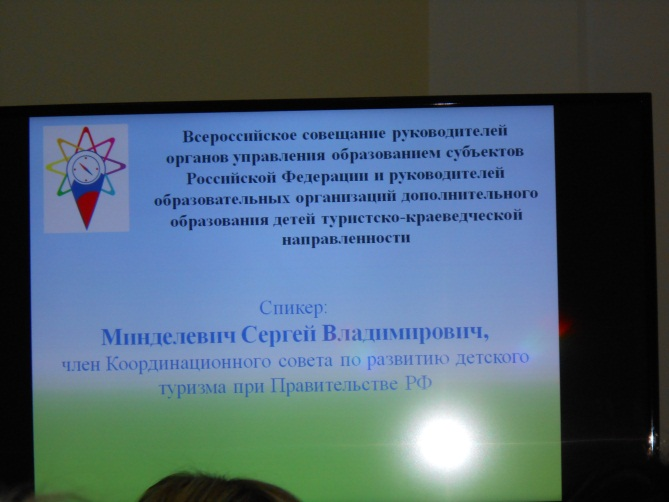 Всероссийское совещание руководителей
органов управления образованием субъектов
Российской Федерации и руководителей
образовательных организаций дополнительного
образования детей туристско-краеведческой
направленности
Спикер:
Минделевич Сергей Владимирович,
член Координационного совета по развитию детского
туризма при Правительстве РФ